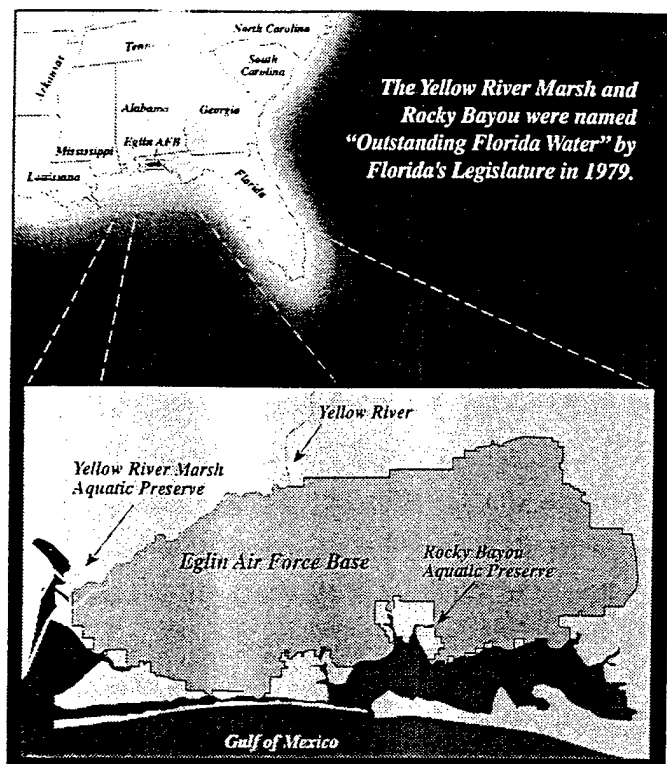 North Carolina
Tenn
South
Carolina
Arkansas
Alabama
Georgia
Mississippi
Eglin AFB
Louisiana
Florida
The Yellow River Marsh and
Rocky Bayou were named
“Outstanding Florida Water” by
Florida's Legislature in 1979.
Yellow River
Yellow River Marsh
Aquatic Preserve
Eglin Air Force Base
Rocky Bayou
Aquatic Preserve
Gulf of Mexico